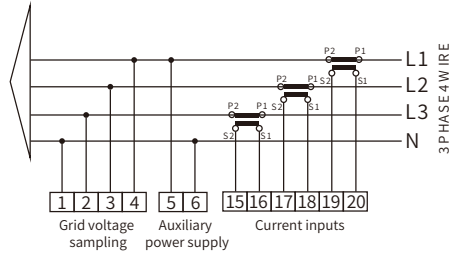 P2 P1 L1
P2 P1 S2 S1 L2
P2 P1 S2 S1 L3
S2 S1 N
3 PHASE 4 WIRE
1 2 3 4 5 6 15 16 17 18 19 20
Grid voltage
sampling
Auxiliary
power supply
Current inputs